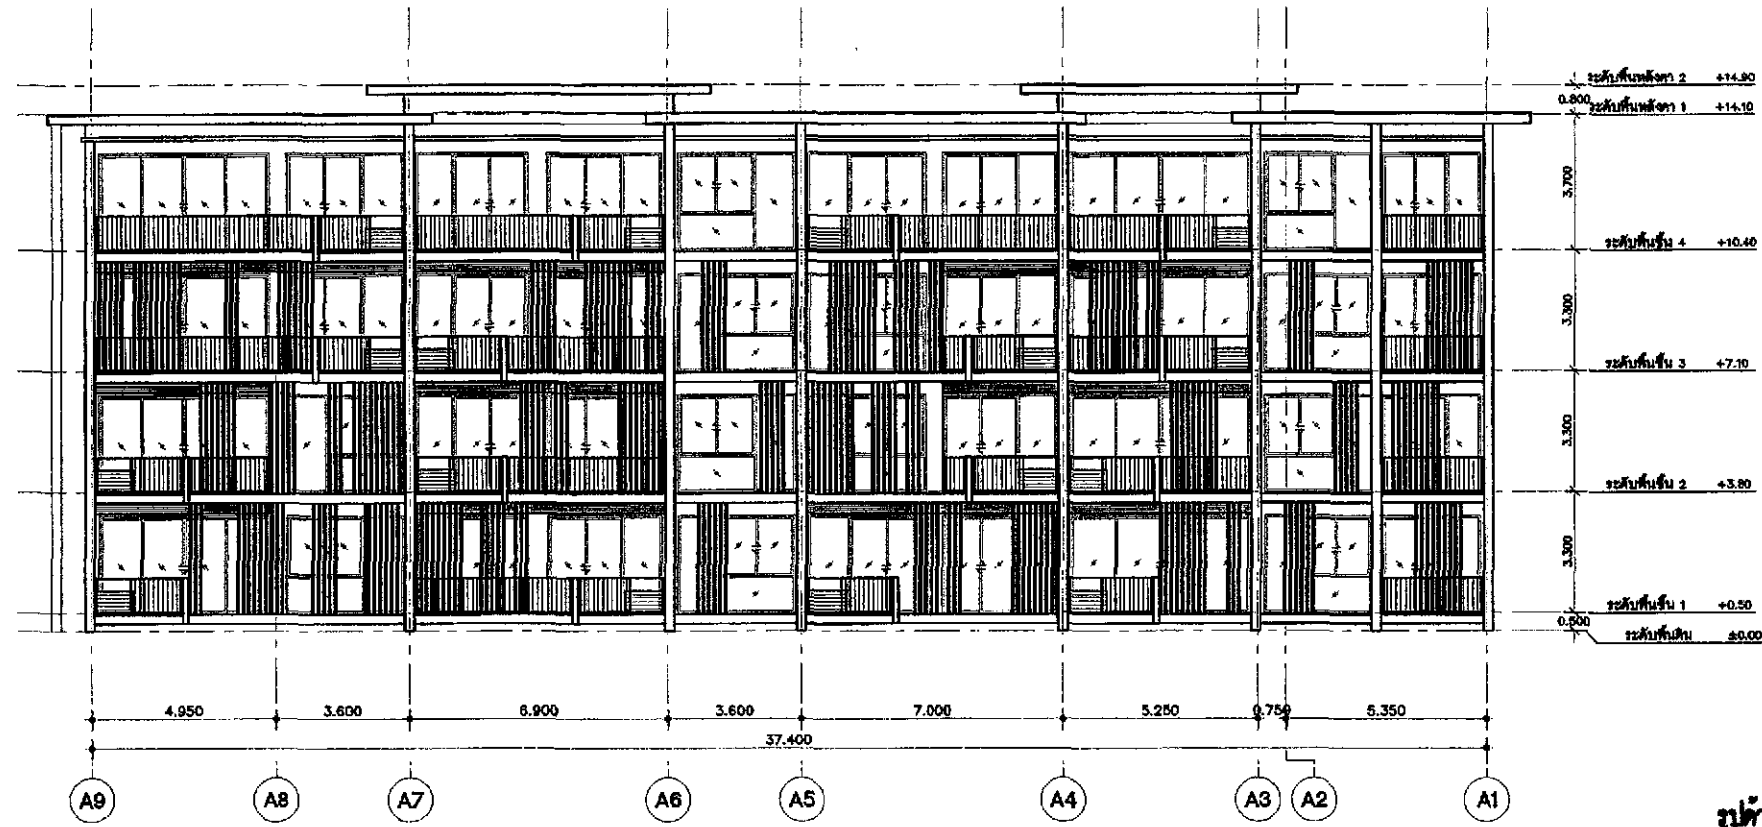 ระดับพื้นหลังคา 2 +14.90
0.800
ระดับพื้นหลังคา 1 +14.10
3.700
ระดับพื้นชั้น 4 +10.40
3.300
ระดับพื้นชั้น 3 +7.10
3.300
ระดับพื้นชั้น 2 +3.80
3.300
ระดับพื้นชั้น 1 +0.50
0.500
ระดับพื้นดิน ±0.00
4.950 3.600 6.900 3.600 7.000 5.250 0.750 5.350
37.400
A9 A8 A7 A6 A5 A4 A3 A2 A1